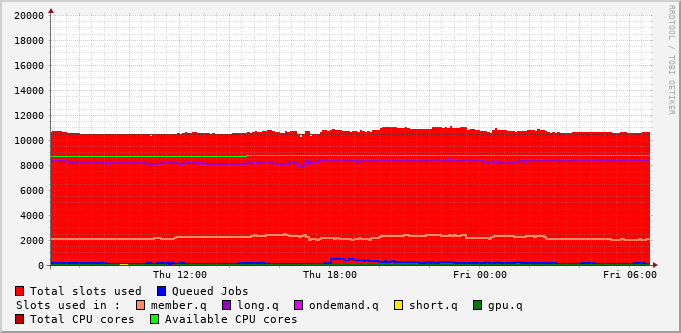 RRDTOOL / TOBI OETIKER
20000
18000
16000
14000
12000
10000
8000
6000
4000
2000
0
Thu 12:00 Thu 18:00 Fri 00:00 Fri 06:00
Total slots used Queued Jobs
Slots used in : member.q long.q ondemand.q short.q gpu.q
Total CPU cores Available CPU cores